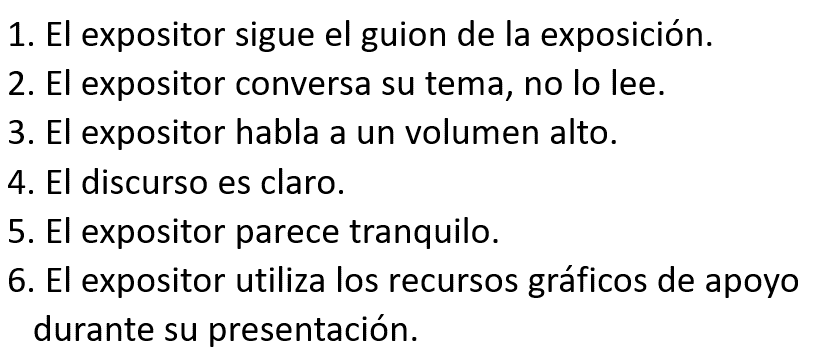 1. El expositor sigue el guion de la exposición.
2. El expositor conversa su tema, no lo lee.
3. El expositor habla a un volumen alto.
4. El discurso es claro.
5. El expositor parece tranquilo.
6. El expositor utiliza los recursos gráficos de apoyo
durante su presentación.